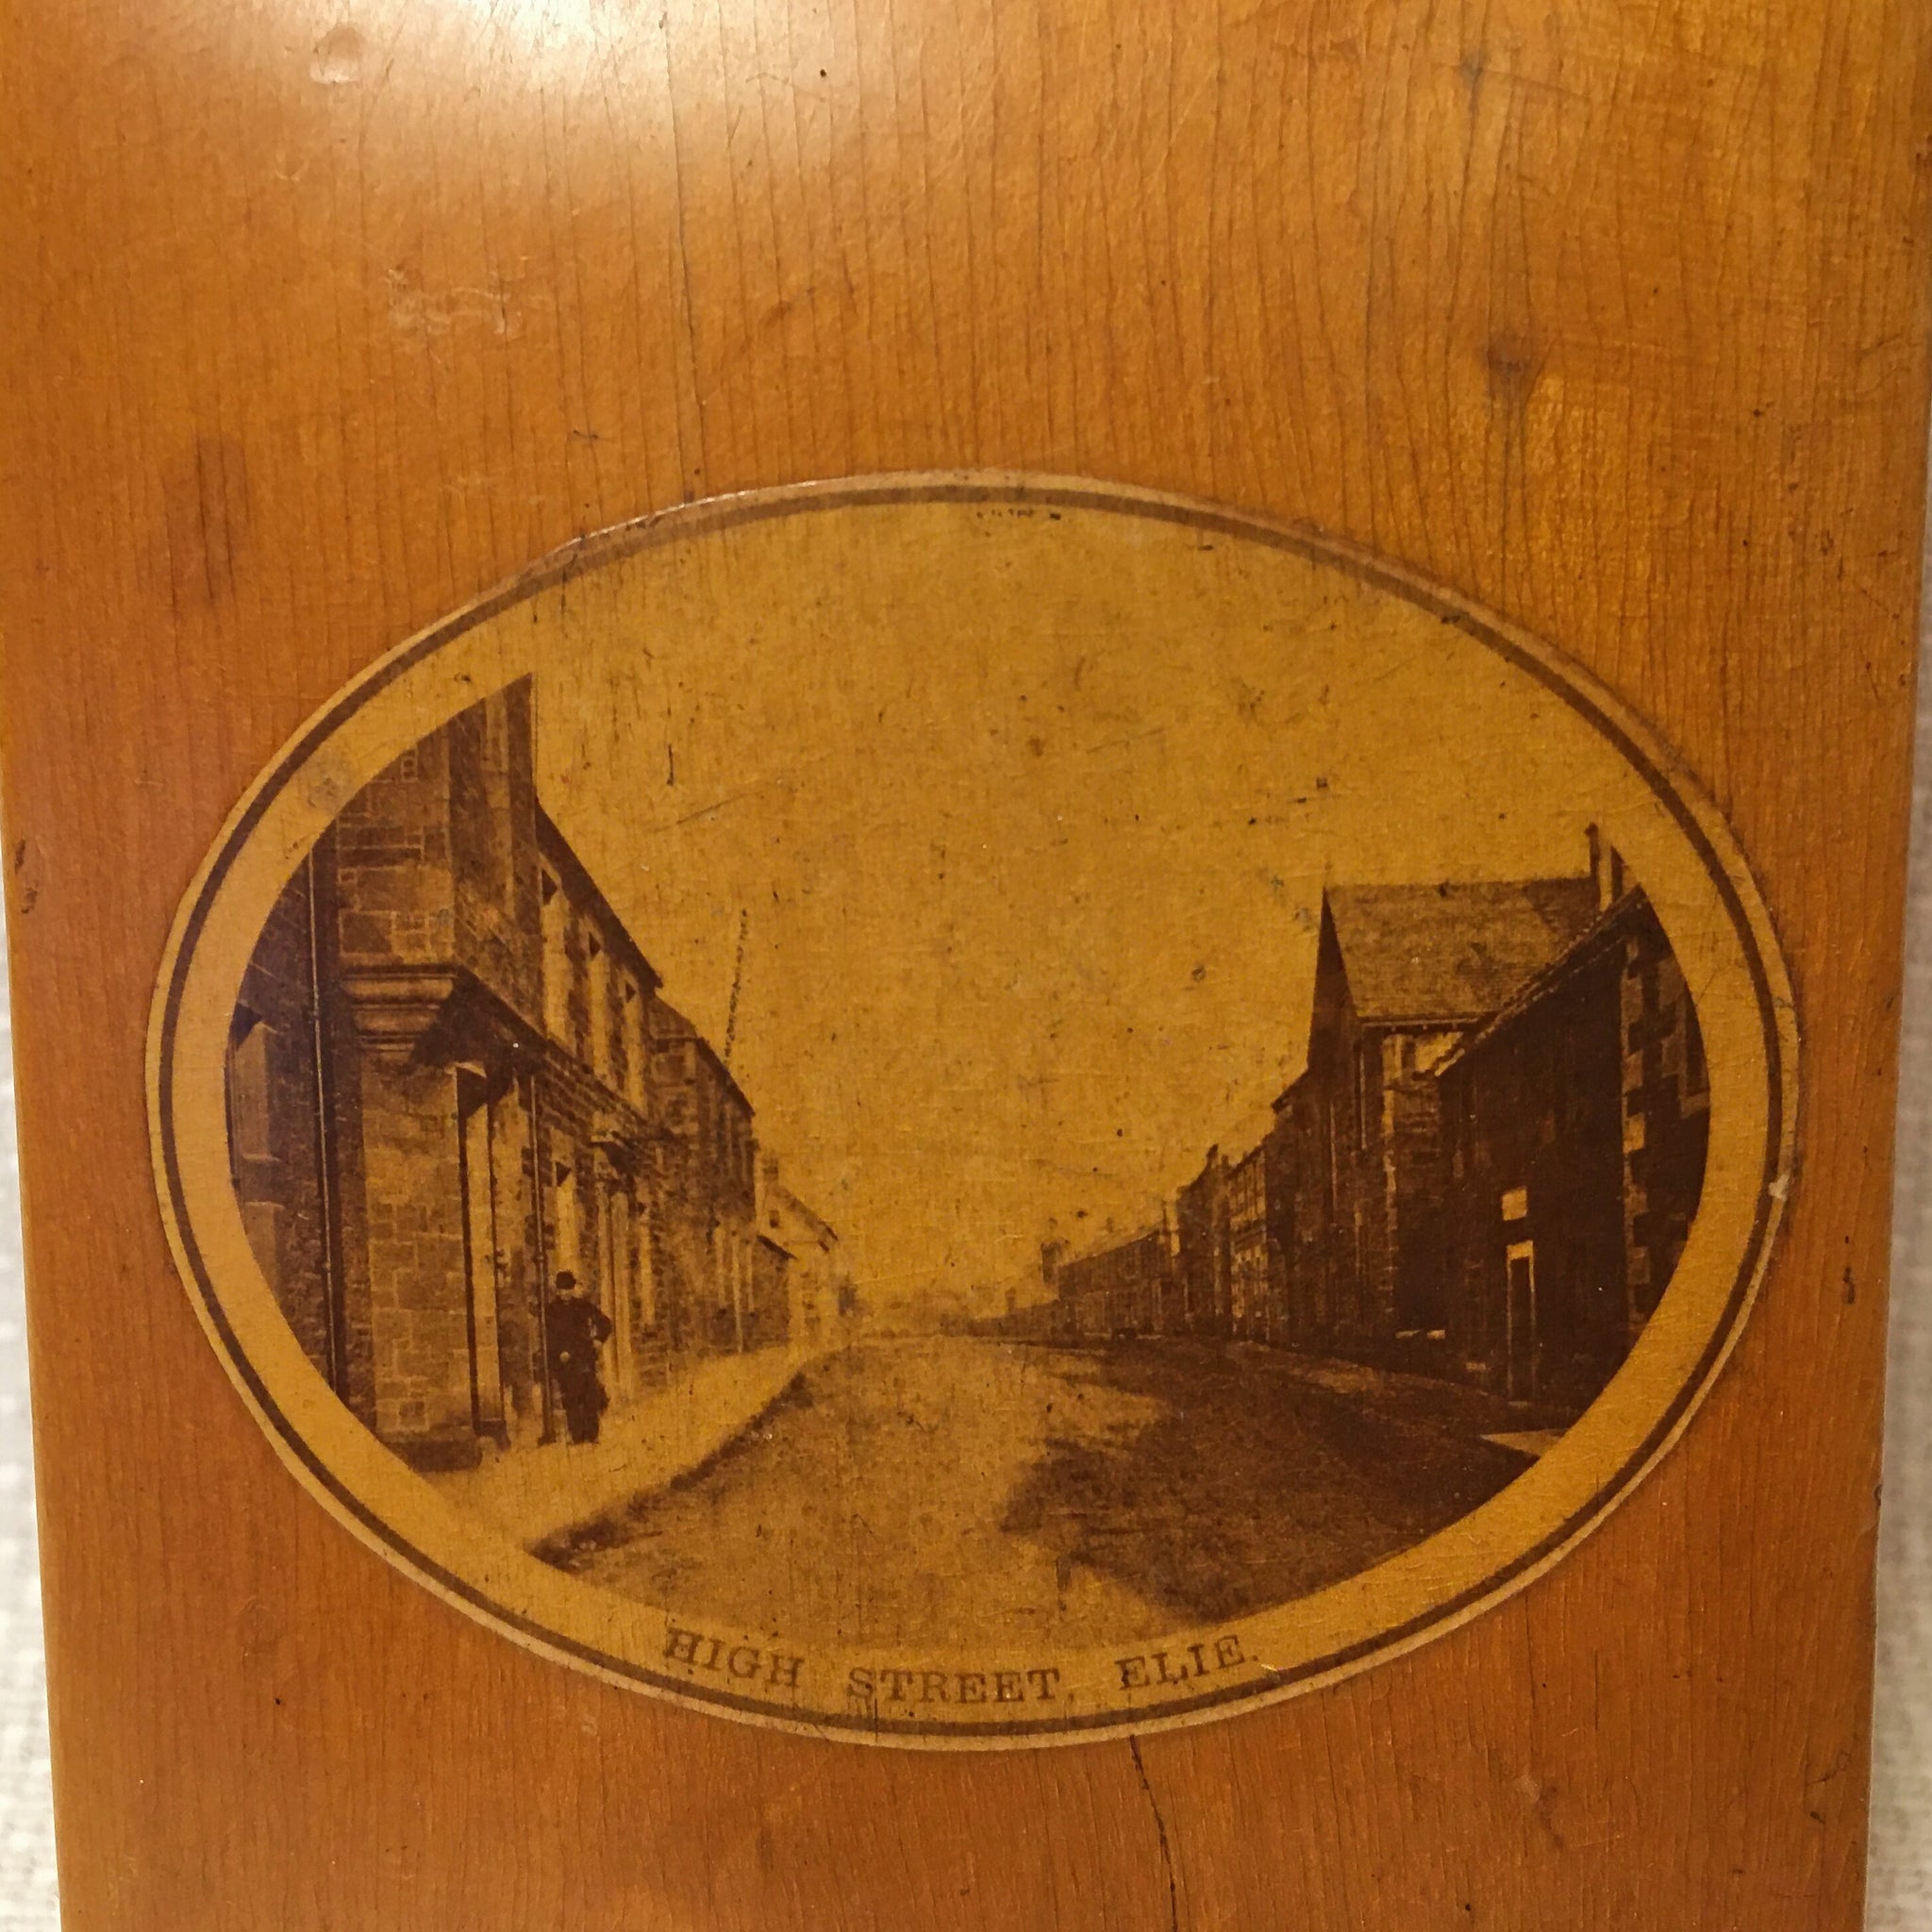 HIGH STREET, ELIE.